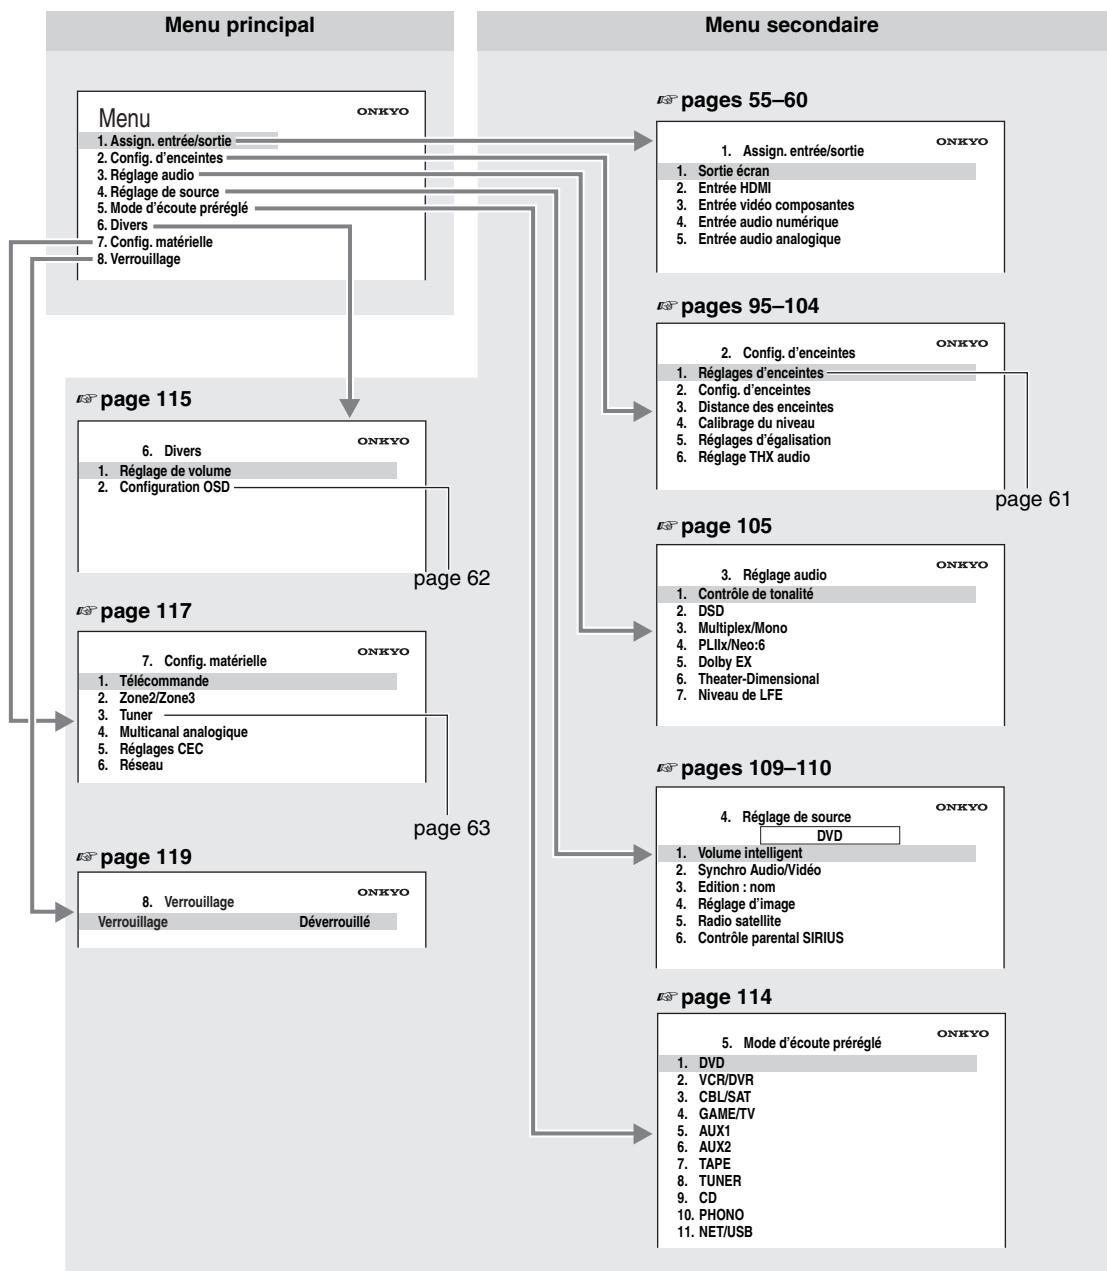 Menu principal
Menu secondaire
Menu
ONKYO
1. Assign. entrée/sortie
2. Config. d'enceintes
3. Réglage audio
4. Réglage de source
5. Mode d'écoute préréglé
6. Divers
7. Config. matérielle
8. Verrouillage
☞ page 115
ONKYO
6. Divers
1. Réglage de volume
2. Configuration OSD
page 62
☞ page 117
ONKYO
7. Config. matérielle
1. Télécommande
2. Zone2/Zone3
3. Tuner
4. Multicanal analogique
5. Réglages CEC
6. Réseau
page 63
☞ page 119
ONKYO
8. Verrouillage
Verrouillage Déverrouillé
☞ pages 55–60
ONKYO
1. Assign. entrée/sortie
1. Sortie écran
2. Entrée HDMI
3. Entrée vidéo composantes
4. Entrée audio numérique
5. Entrée audio analogique
☞ pages 95–104
ONKYO
2. Config. d'enceintes
1. Réglages d'enceintes
2. Config. d'enceintes
3. Distance des enceintes
4. Calibrage du niveau
5. Réglages d'égalisation
6. Réglage THX audio
page 61
☞ page 105
ONKYO
3. Réglage audio
1. Contrôle de tonalité
2. DSD
3. Multiplex/Mono
4. PLIIx/Neo:6
5. Dolby EX
6. Theater-Dimensional
7. Niveau de LFE
☞ pages 109–110
ONKYO
4. Réglage de source
DVD
1. Volume intelligent
2. Synchro Audio/Vidéo
3. Edition : nom
4. Réglage d'image
5. Radio satellite
6. Contrôle parental SIRIUS
☞ page 114
ONKYO
5. Mode d'écoute préréglé
1. DVD
2. VCR/DVR
3. CBL/SAT
4. GAME/TV
5. AUX1
6. AUX2
7. TAPE
8. TUNER
9. CD
10. PHONO
11. NET/USB